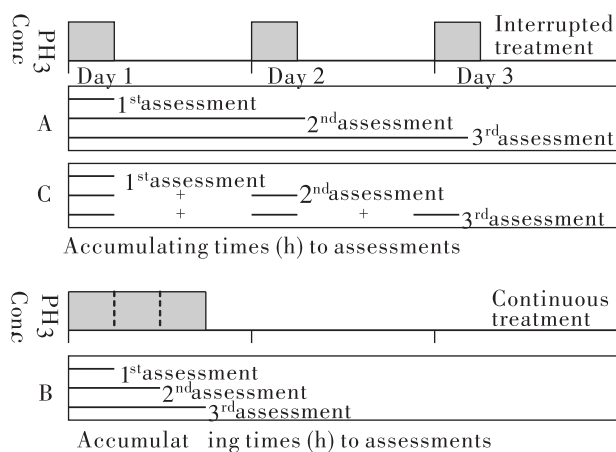 PH3 Conc
Interrupted treatment
Day 1 Day 2 Day 3
A
1st assessment
2nd assessment
3rd assessment
C
1st assessment
+ 2nd assessment
+ + 3rd assessment
Accumulating times (h) to assessments
PH3 Conc
Continuous treatment
B
1st assessment
2nd assessment
3rd assessment
Accumulat ing times (h) to assessments